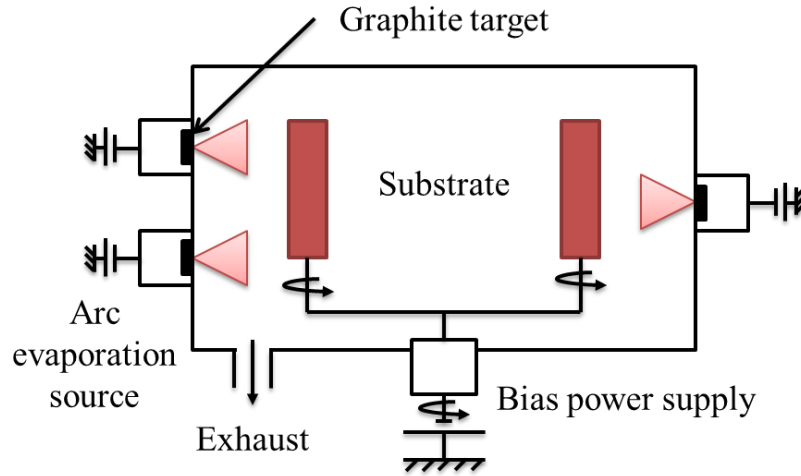 Graphite target
Substrate
Arc
evaporation
source
Bias power supply
Exhaust